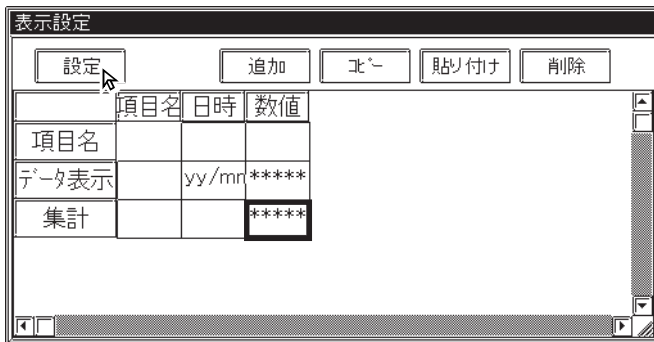 表示設定
設定 追加 ｺﾋﾟｰ 貼り付け 削除
項目名 日時 数値
項目名
ﾃﾞｰﾀ表示 yy/mm *****
集計 *****